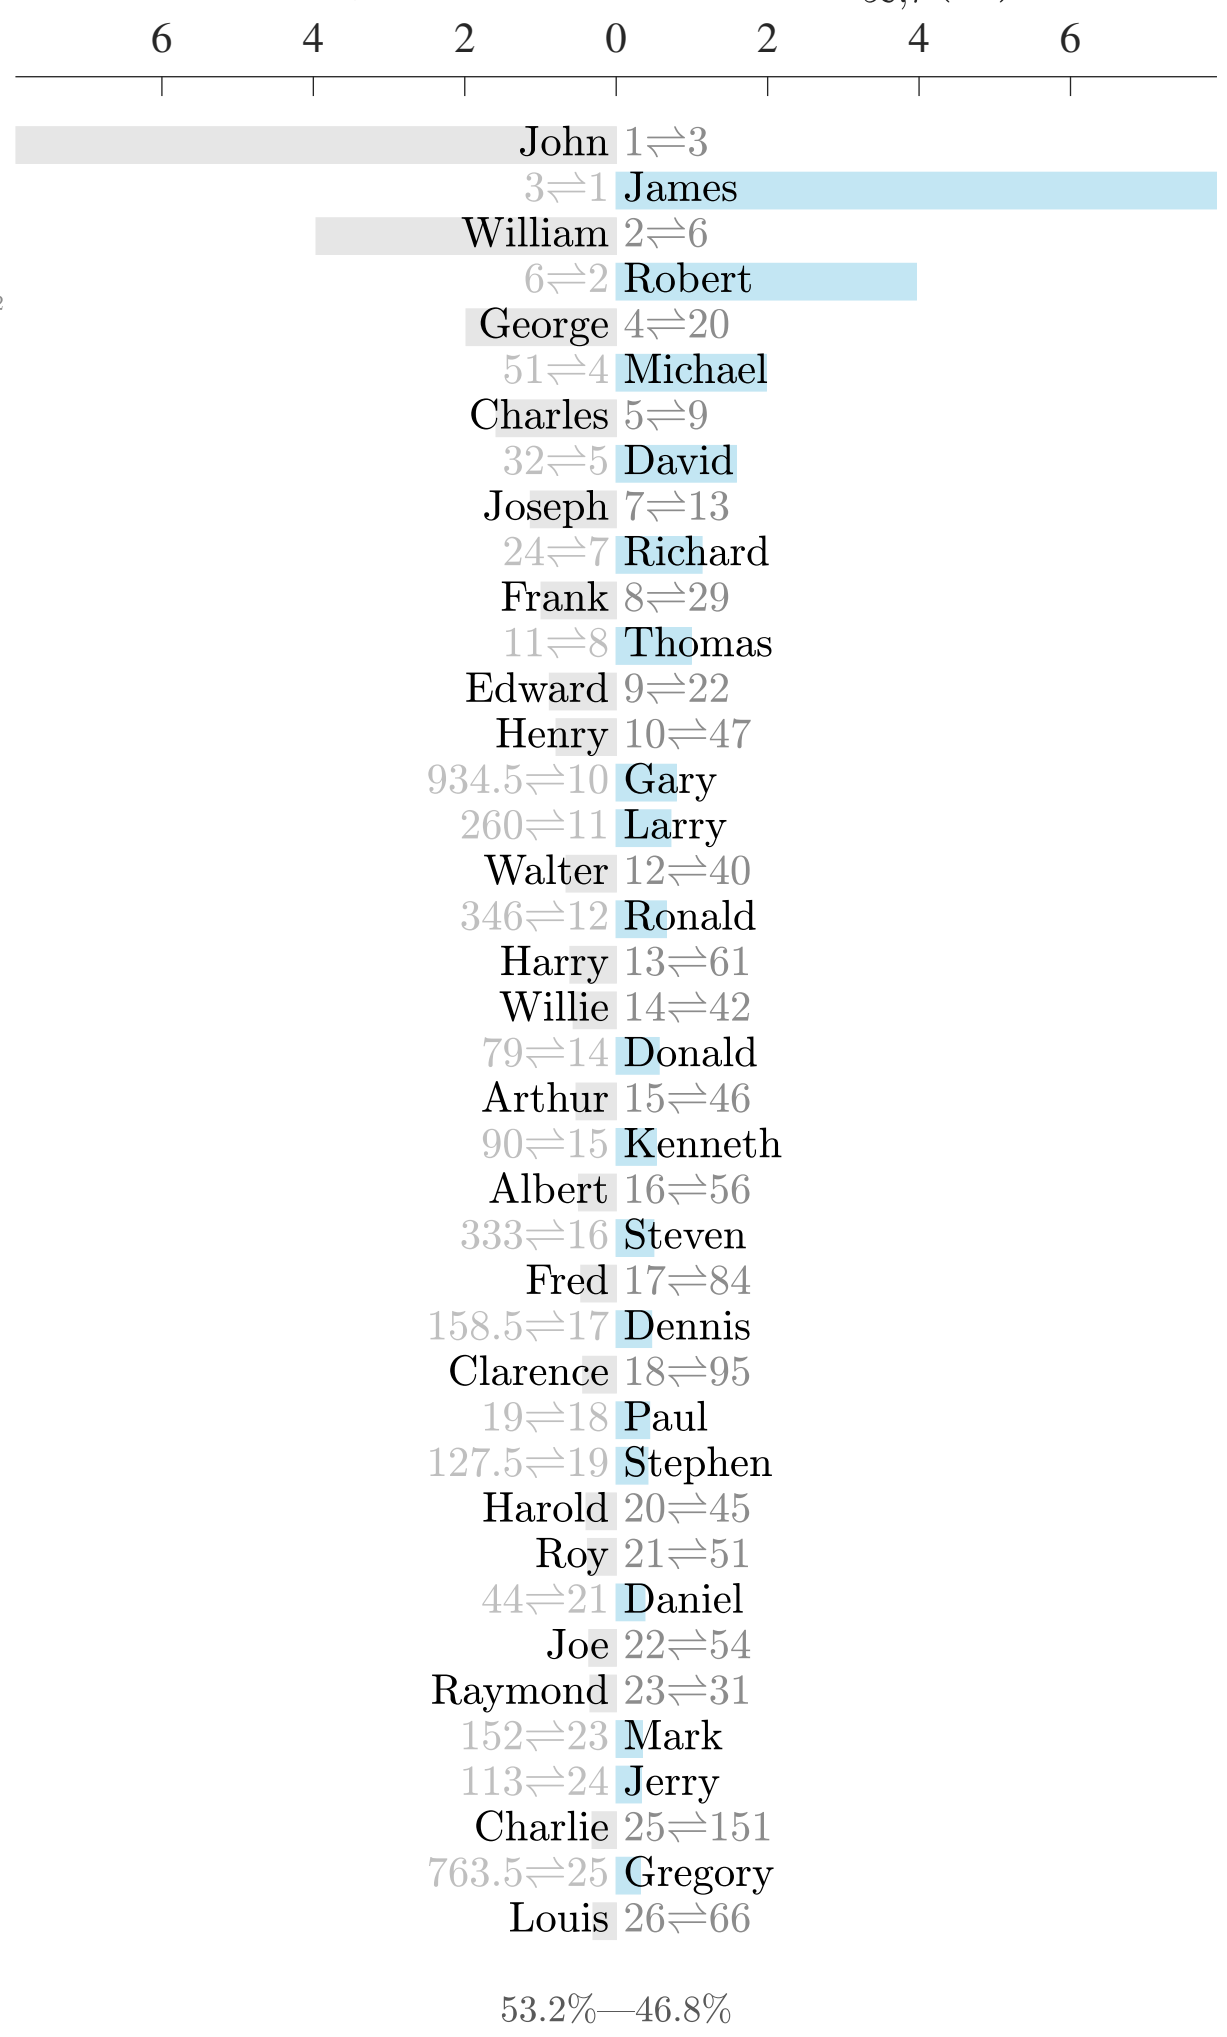 6 4 2 0 2 4 6
John 1⇌3
3⇌1 James
William 2⇌6
6⇌2 Robert
2
George 4⇌20
51⇌4 Michael
Charles 5⇌9
32⇌5 David
Joseph 7⇌13
24⇌7 Richard
Frank 8⇌29
11⇌8 Thomas
Edward 9⇌22
Henry 10⇌47
934.5⇌10 Gary
260⇌11 Larry
Walter 12⇌40
346⇌12 Ronald
Harry 13⇌61
Willie 14⇌42
79⇌14 Donald
Arthur 15⇌46
90⇌15 Kenneth
Albert 16⇌56
333⇌16 Steven
Fred 17⇌84
158.5⇌17 Dennis
Clarence 18⇌95
19⇌18 Paul
127.5⇌19 Stephen
Harold 20⇌45
Roy 21⇌51
44⇌21 Daniel
Joe 22⇌54
Raymond 23⇌31
152⇌23 Mark
113⇌24 Jerry
Charlie 25⇌151
763.5⇌25 Gregory
Louis 26⇌66
53.2%—46.8%